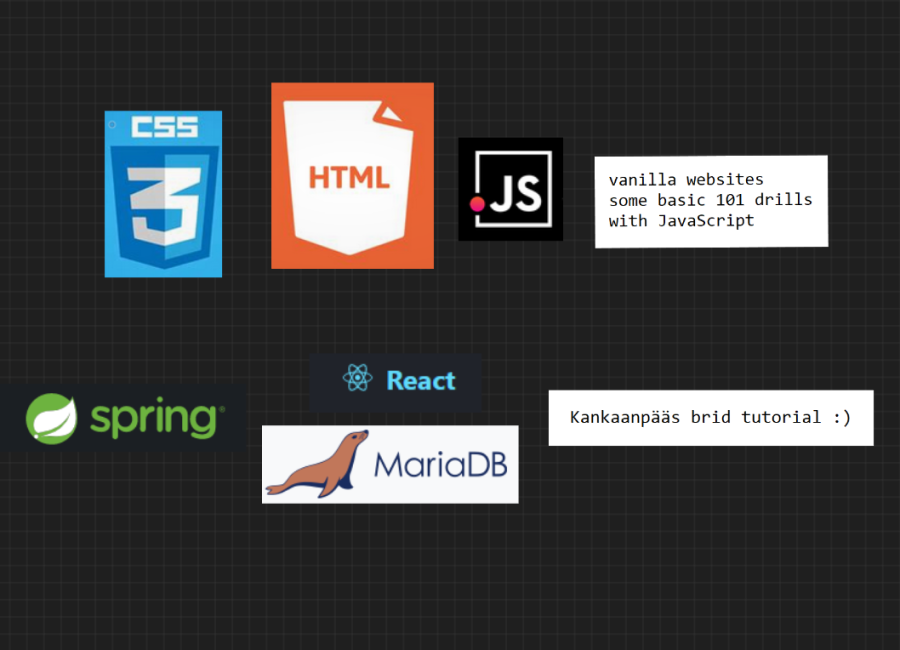 CSS
3
HTML
JS
vanilla websites
some basic 101 drills
with JavaScript
spring®
React
MariaDB
Kankaanpääs brid tutorial :)